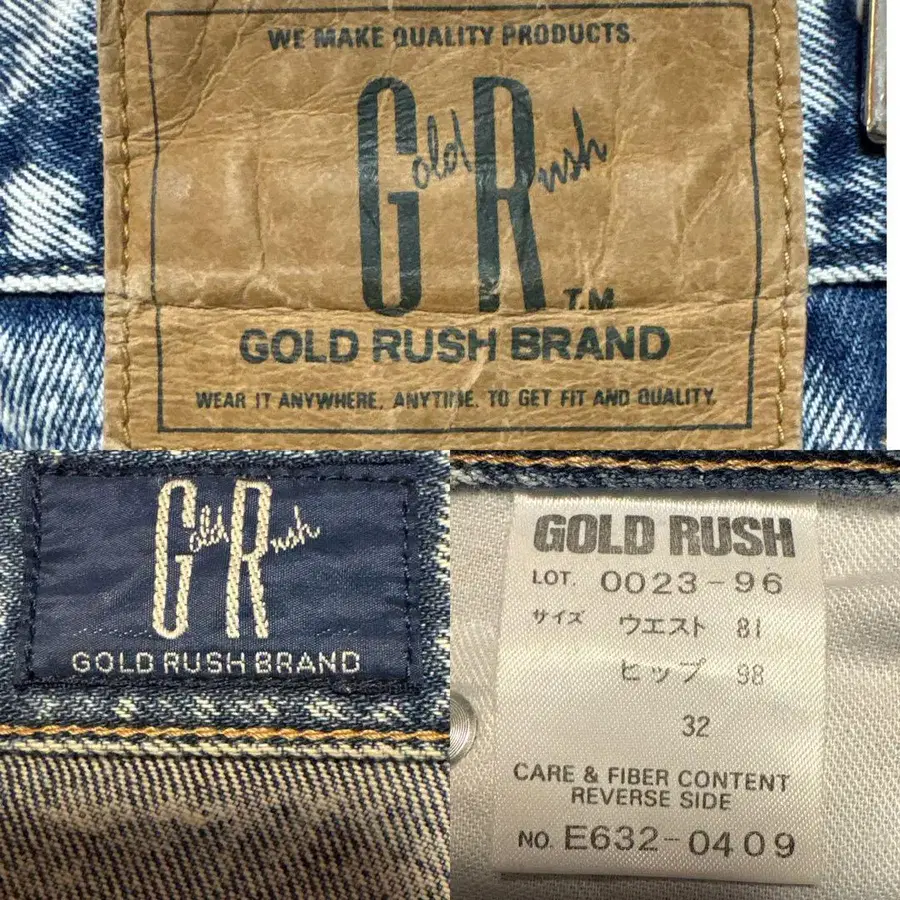 WE MAKE QUALITY PRODUCTS.
Gold Rush
T.M
GOLD RUSH BRAND
WEAR IT ANYWHERE, ANYTIME. TO GET FIT AND QUALITY.
Gold Rush
GOLD RUSH BRAND
GOLD RUSH
LOT. 0023-96
サイズ ウエスト 81
ヒップ 98
32
CARE & FIBER CONTENT
REVERSE SIDE
NO. E632-0409